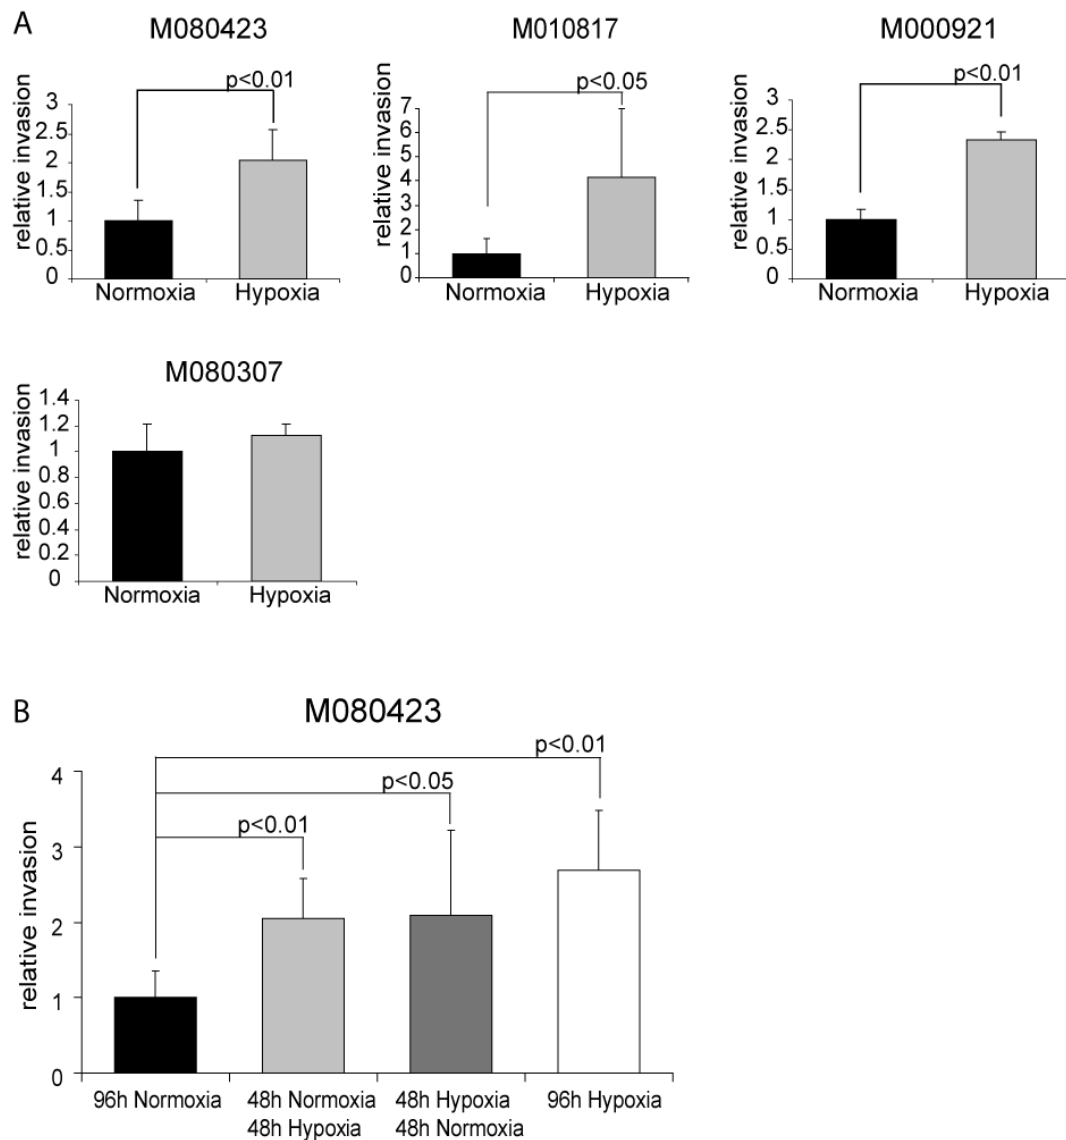 A
M080423
p<0.01
relative invasion
3
2.5
2
1.5
1
0.5
0
Normoxia
Hypoxia
M010817
p<0.05
relative invasion
7
6
5
4
3
2
1
0
Normoxia
Hypoxia
M000921
p<0.01
relative invasion
3
2.5
2
1.5
1
0.5
0
Normoxia
Hypoxia
M080307
relative invasion
1.4
1.2
1
0.8
0.6
0.4
0.2
0
Normoxia
Hypoxia
B
M080423
p<0.01
p<0.05
p<0.01
relative invasion
4
3
2
1
0
96h Normoxia
48h Normoxia
48h Hypoxia
48h Hypoxia
48h Normoxia
96h Hypoxia